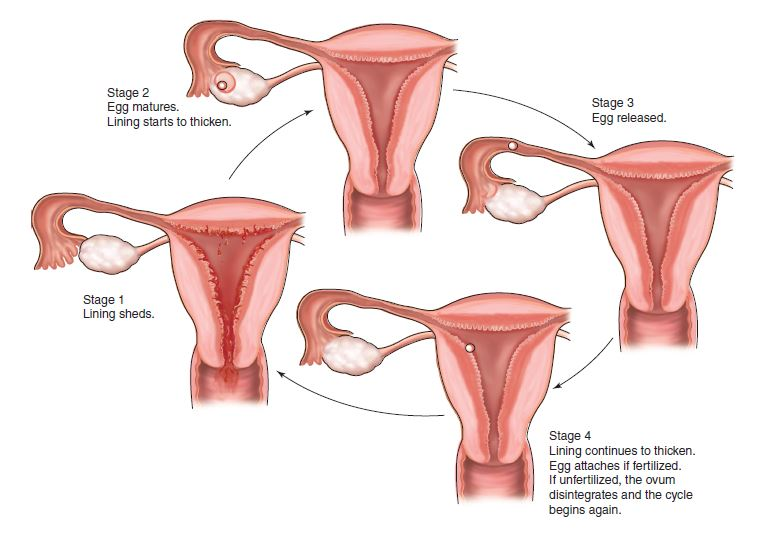 Stage 2
Egg matures.
Lining starts to thicken.
Stage 3
Egg released.
Stage 1
Lining sheds.
Stage 4
Lining continues to thicken.
Egg attaches if fertilized.
If unfertilized, the ovum
disintegrates and the cycle
begins again.